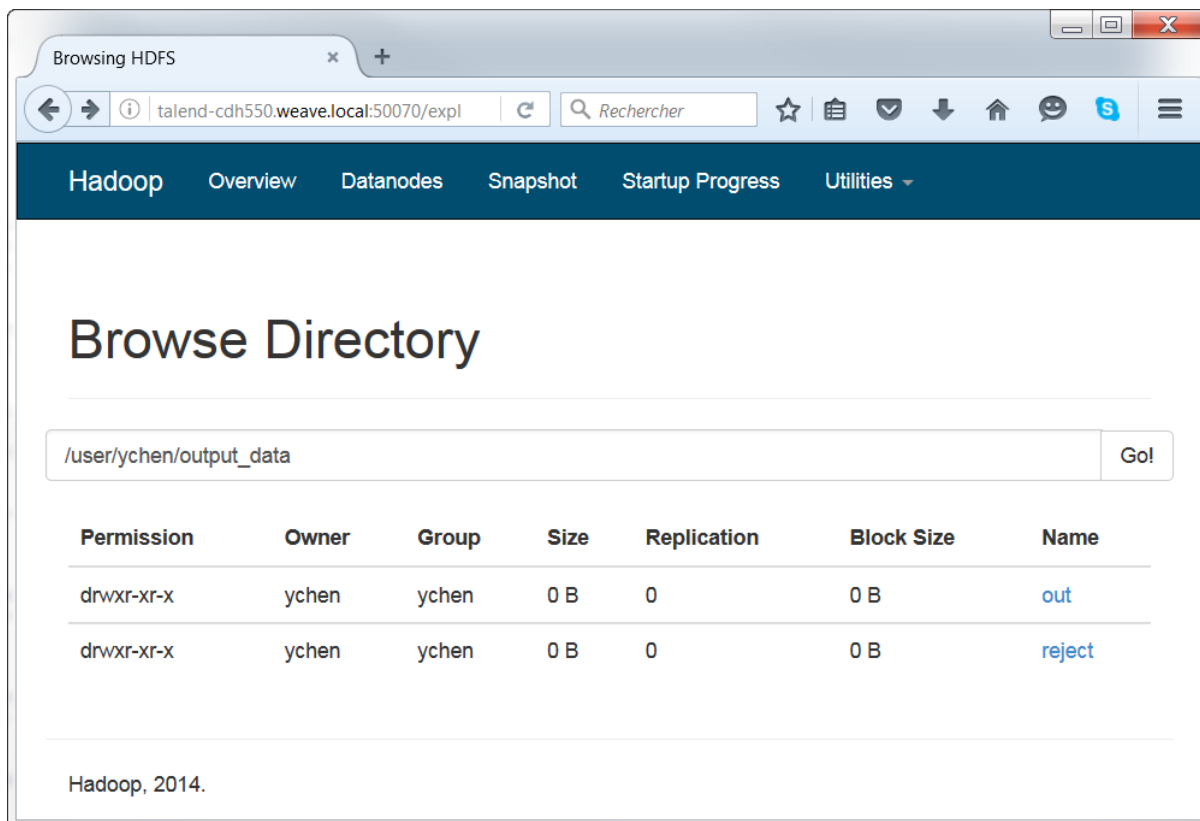 Browsing HDFS
talend-cdh550.weave.local:50070/expl Rechercher
Hadoop Overview Datanodes Snapshot Startup Progress Utilities
Browse Directory
/user/ychen/output_data Go!
Permission Owner Group Size Replication Block Size Name
drwxr-xr-x ychen ychen 0 B 0 0 B out
drwxr-xr-x ychen ychen 0 B 0 0 B reject
Hadoop, 2014.